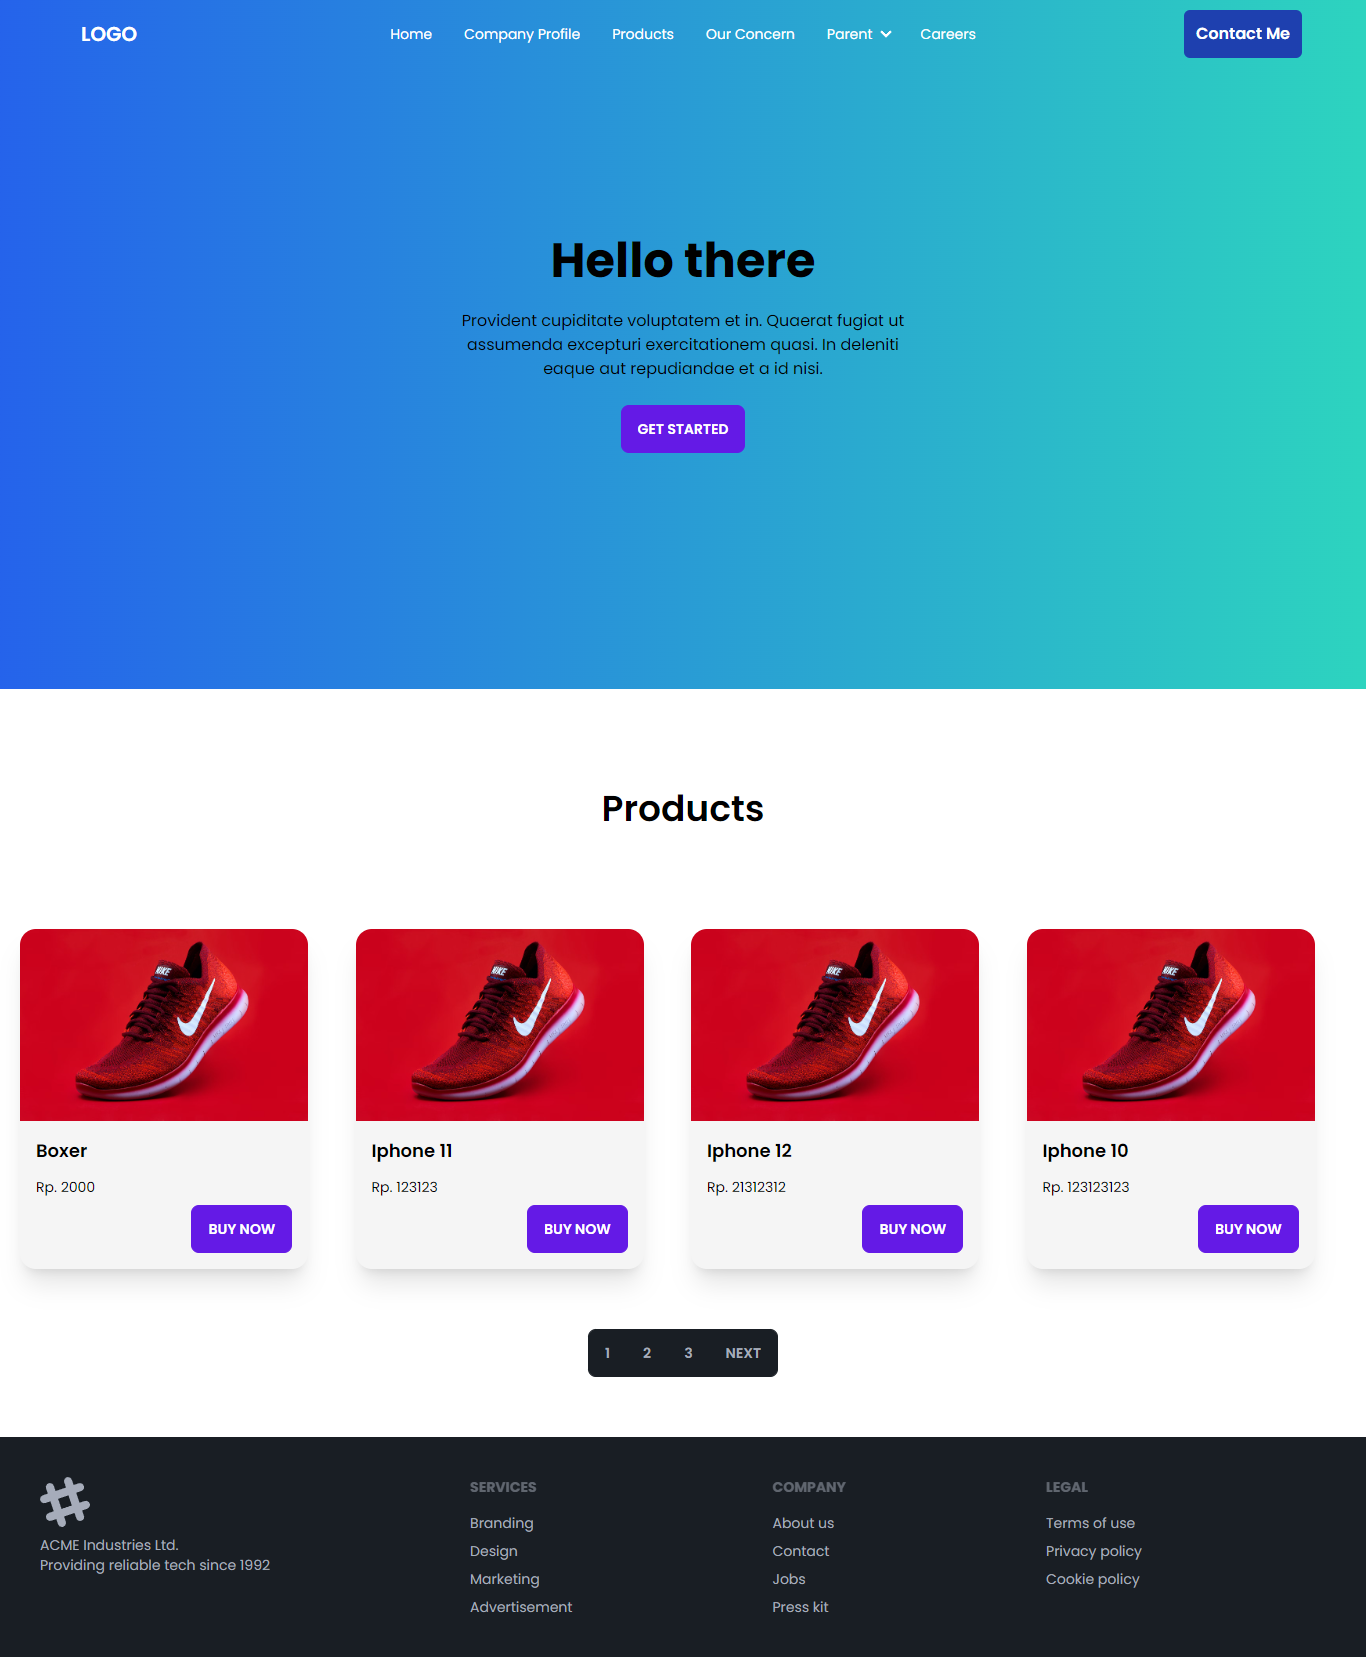 LOGO
Home
Company Profile
Products
Our Concern
Parent
Careers
Contact Me
Hello there
Provident cupiditate voluptatem et in. Quaerat fugiat ut
assumenda excepturi exercitationem quasi. In deleniti
eaque aut repudiandae et a id nisi.
GET STARTED
Products
NIKE
NIKE
NIKE
NIKE
Boxer
Rp. 2000
BUY NOW
Iphone 11
Rp. 123123
BUY NOW
Iphone 12
Rp. 21312312
BUY NOW
Iphone 10
Rp. 123123123
BUY NOW
1
2
3
NEXT
ACME Industries Ltd.
Providing reliable tech since 1992
SERVICES
Branding
Design
Marketing
Advertisement
COMPANY
About us
Contact
Jobs
Press kit
LEGAL
Terms of use
Privacy policy
Cookie policy